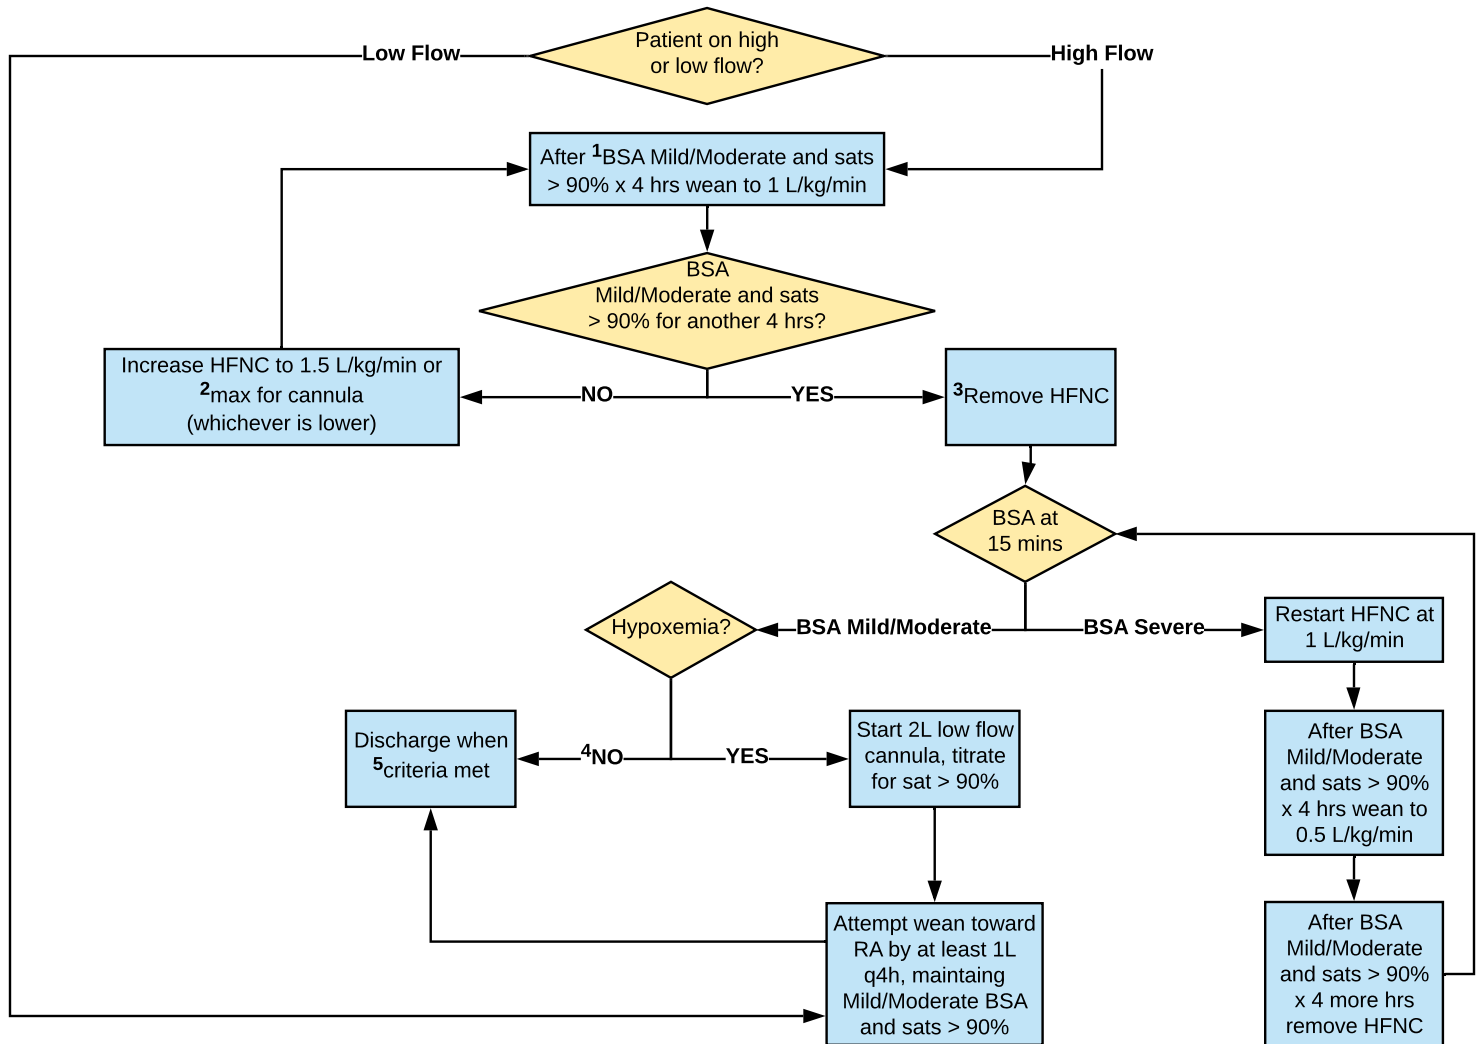 Patient on high
or low flow?
Low Flow
High Flow
After 1BSA Mild/Moderate and sats
> 90% x 4 hrs wean to 1 L/kg/min
BSA
Mild/Moderate and sats
> 90% for another 4 hrs?
Increase HFNC to 1.5 L/kg/min or
2max for cannula
(whichever is lower)
NO
YES
3Remove HFNC
BSA at
15 mins
Hypoxemia?
BSA Mild/Moderate
BSA Severe
Restart HFNC at
1 L/kg/min
Discharge when
5criteria met
4NO
YES
Start 2L low flow
cannula, titrate
for sat > 90%
After BSA
Mild/Moderate
and sats > 90%
x 4 hrs wean to
0.5 L/kg/min
Attempt wean toward
RA by at least 1L
q4h, maintaing
Mild/Moderate BSA
and sats > 90%
After BSA
Mild/Moderate
and sats > 90%
x 4 more hrs
remove HFNC